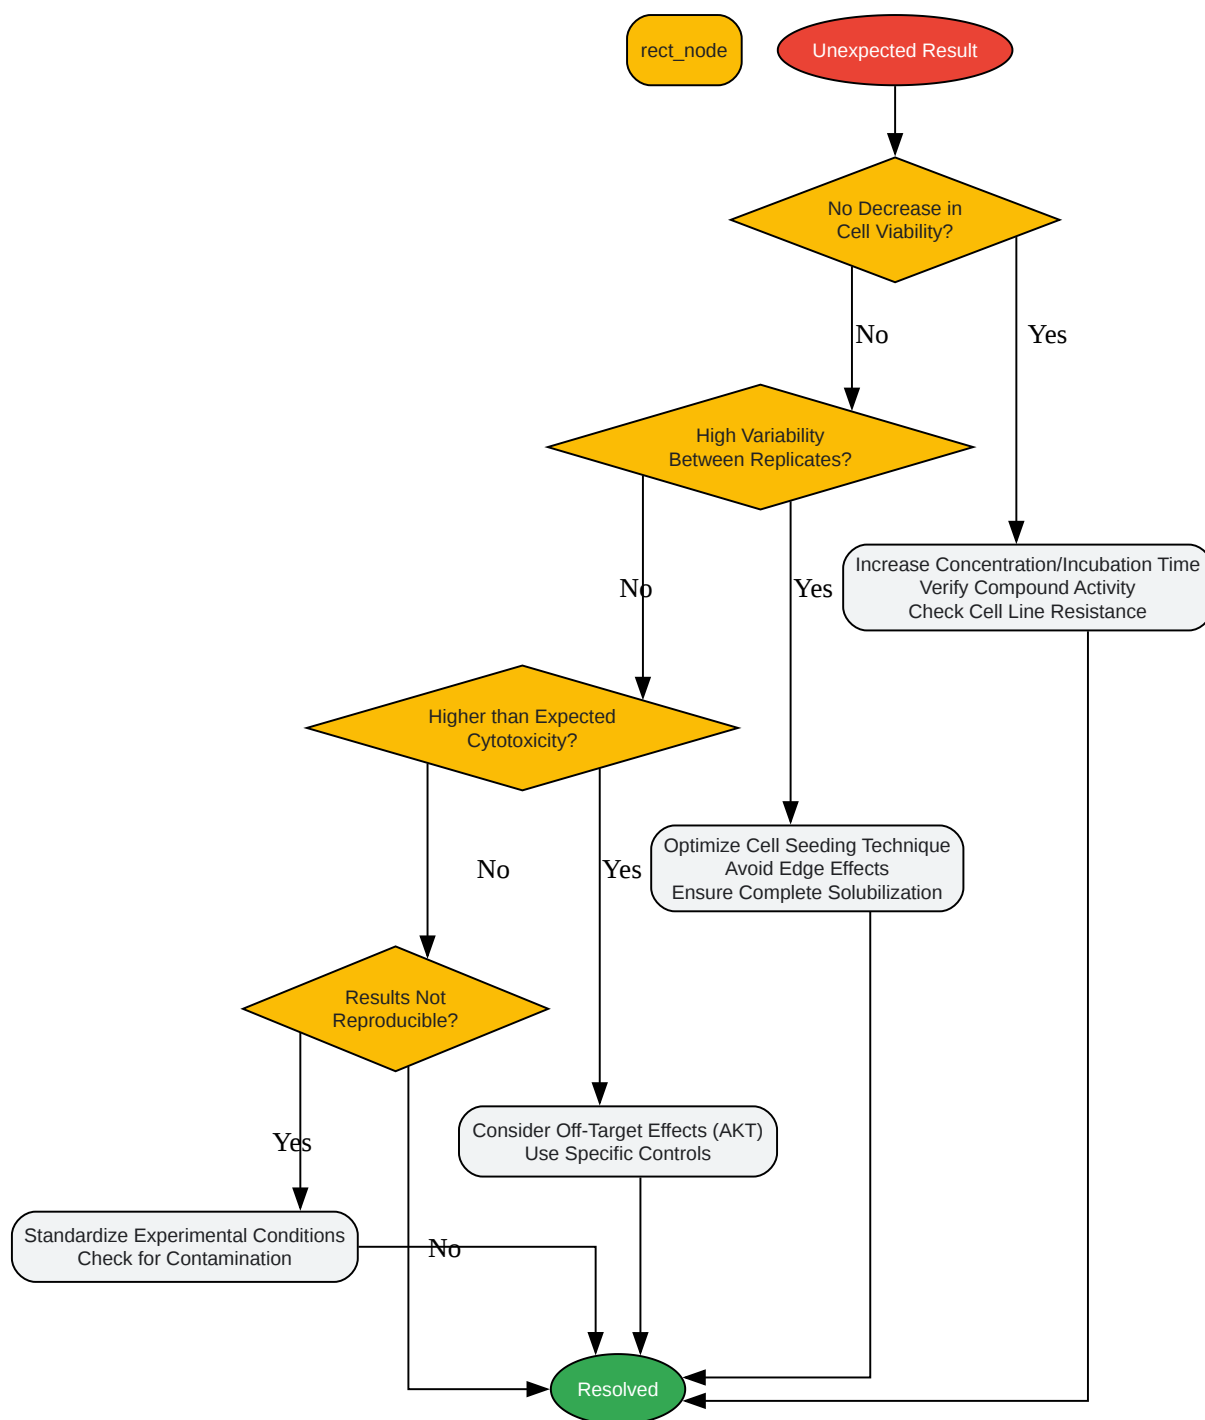 rect_node
Unexpected Result
No Decrease in
Cell Viability?
No
Yes
High Variability
Between Replicates?
No
Yes
Increase Concentration/Incubation Time
Verify Compound Activity
Check Cell Line Resistance
Higher than Expected
Cytotoxicity?
No
Yes
Optimize Cell Seeding Technique
Avoid Edge Effects
Ensure Complete Solubilization
Results Not
Reproducible?
Yes
Consider Off-Target Effects (AKT)
Use Specific Controls
Standardize Experimental Conditions
Check for Contamination
No
Resolved